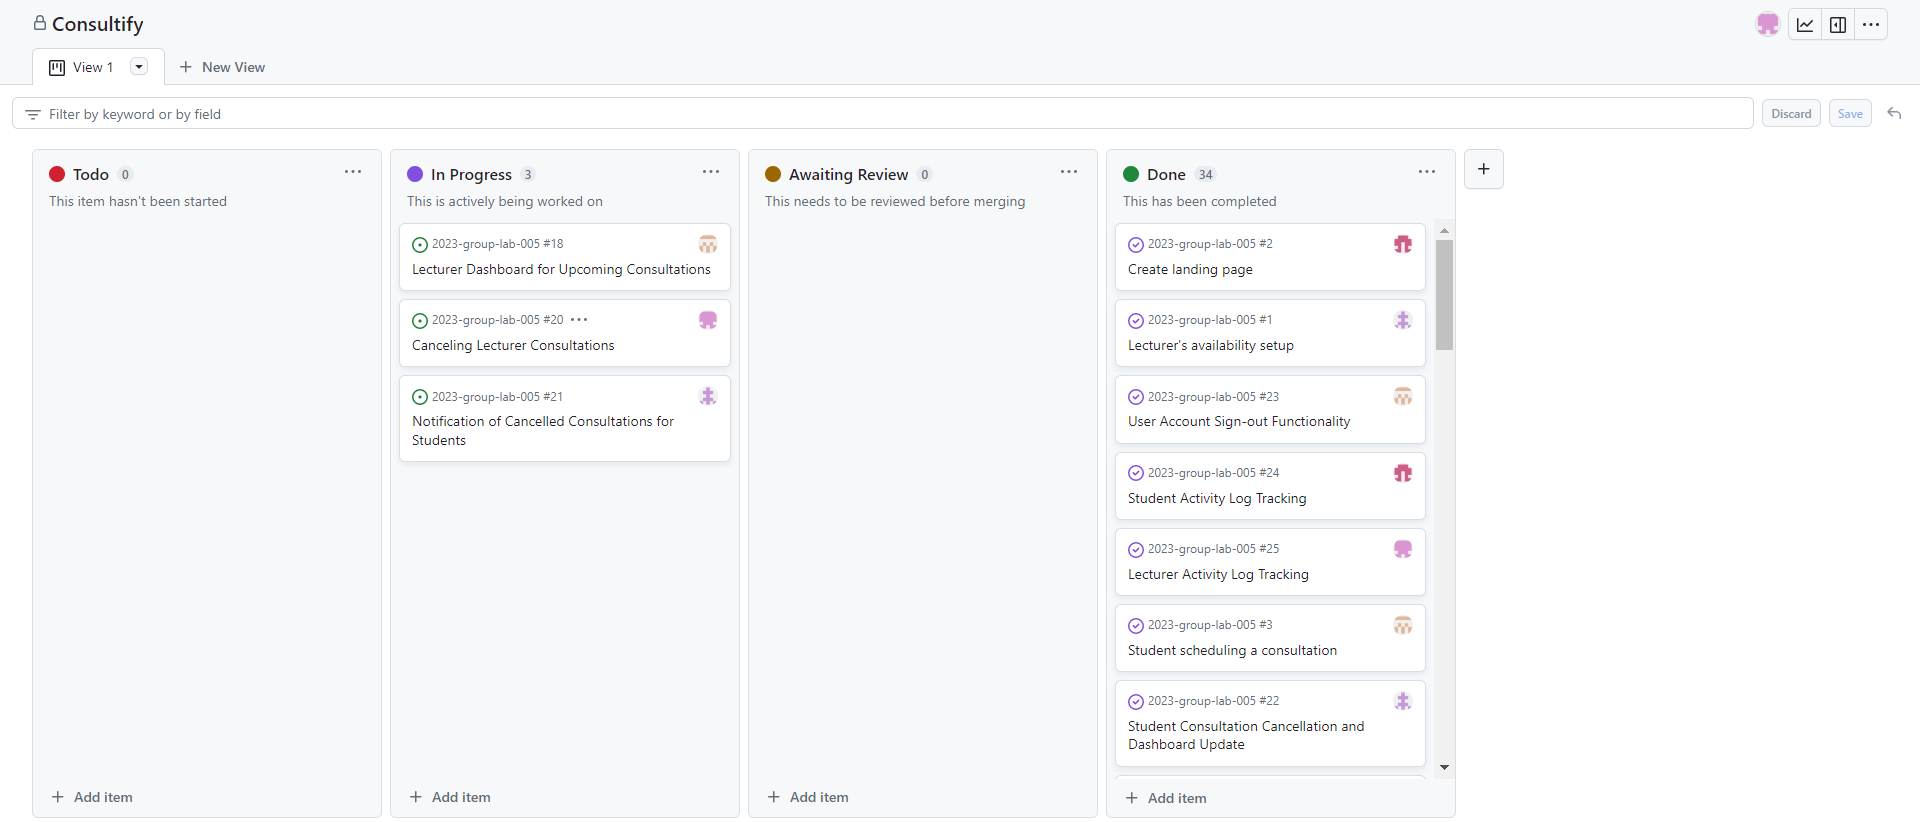 Consultify
View 1
New View
Filter by keyword or by field
Discard
Save
Todo 0
This item hasn't been started
Add item
In Progress 3
This is actively being worked on
2023-group-lab-005 #18
Lecturer Dashboard for Upcoming Consultations
2023-group-lab-005 #20
Canceling Lecturer Consultations
2023-group-lab-005 #21
Notification of Cancelled Consultations for
Students
Add item
Awaiting Review 0
This needs to be reviewed before merging
Add item
Done 34
This has been completed
2023-group-lab-005 #2
Create landing page
2023-group-lab-005 #1
Lecturer's availability setup
2023-group-lab-005 #23
User Account Sign-out Functionality
2023-group-lab-005 #24
Student Activity Log Tracking
2023-group-lab-005 #25
Lecturer Activity Log Tracking
2023-group-lab-005 #3
Student scheduling a consultation
2023-group-lab-005 #22
Student Consultation Cancellation and
Dashboard Update
Add item